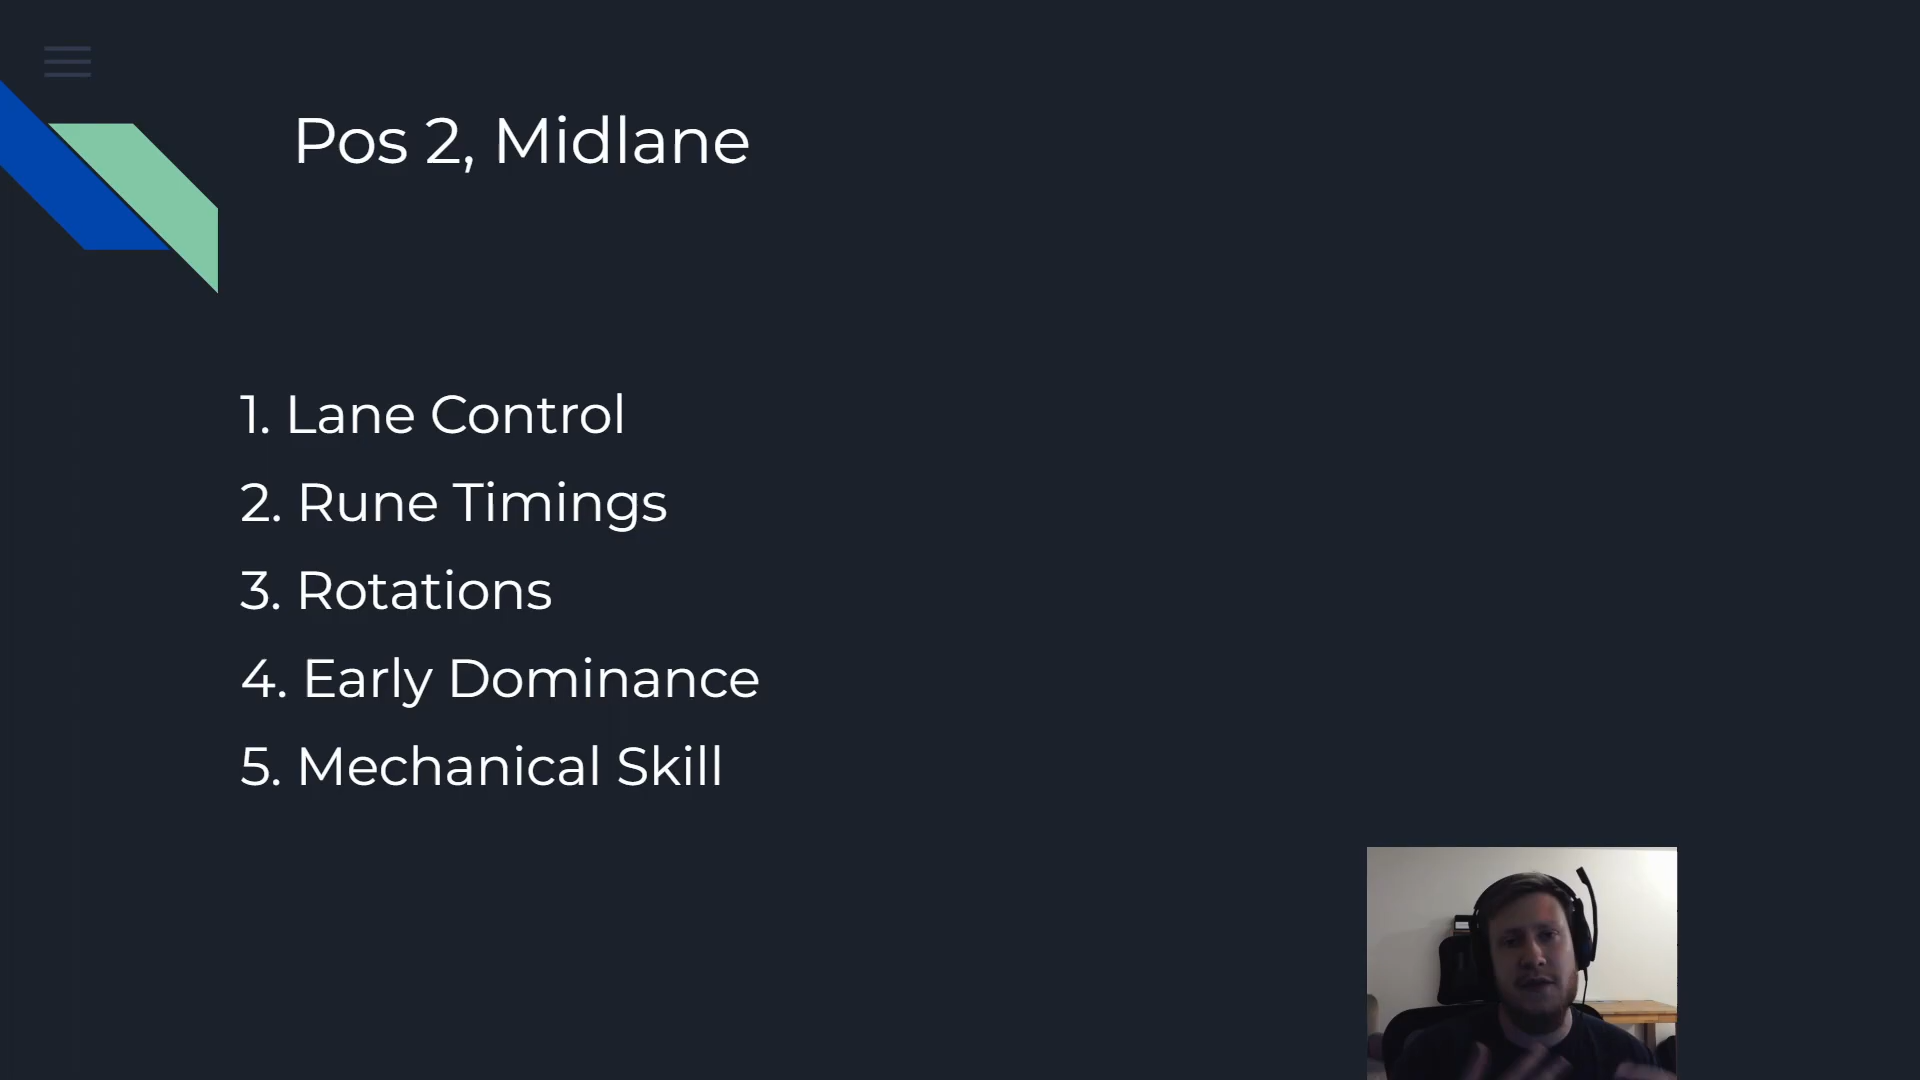 Pos 2, Midlane
1. Lane Control
2. Rune Timings
3. Rotations
4. Early Dominance
5. Mechanical Skill